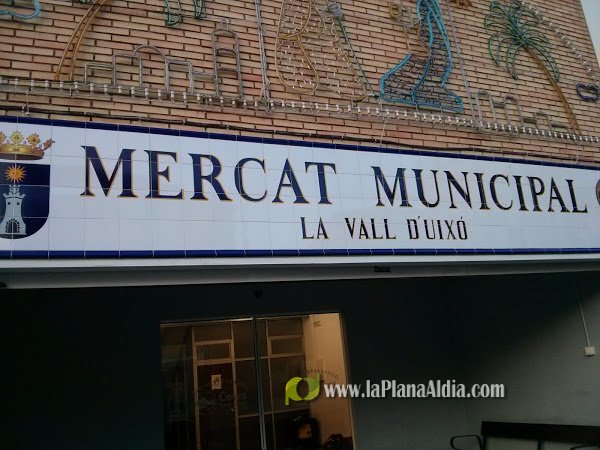 MERCAT MUNICIPAL
LA VALL D'UIXÓ
www.laPlanaAldia.com